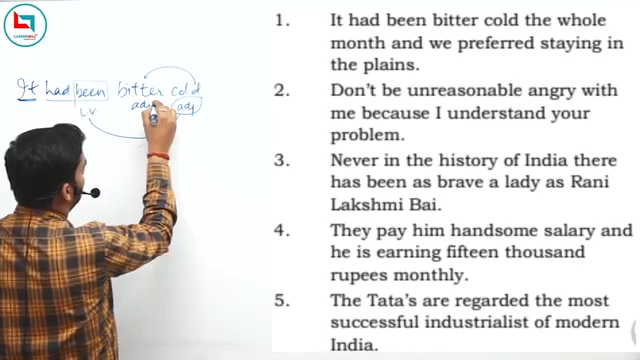 CAREERWILL
It had been bitter cold
L.V. adj adj
1. It had been bitter cold the whole
month and we preferred staying in
the plains.
2. Don't be unreasonable angry with
me because I understand your
problem.
3. Never in the history of India there
has been as brave a lady as Rani
Lakshmi Bai.
4. They pay him handsome salary and
he is earning fifteen thousand
rupees monthly.
5. The Tata's are regarded the most
successful industrialist of modern
India.